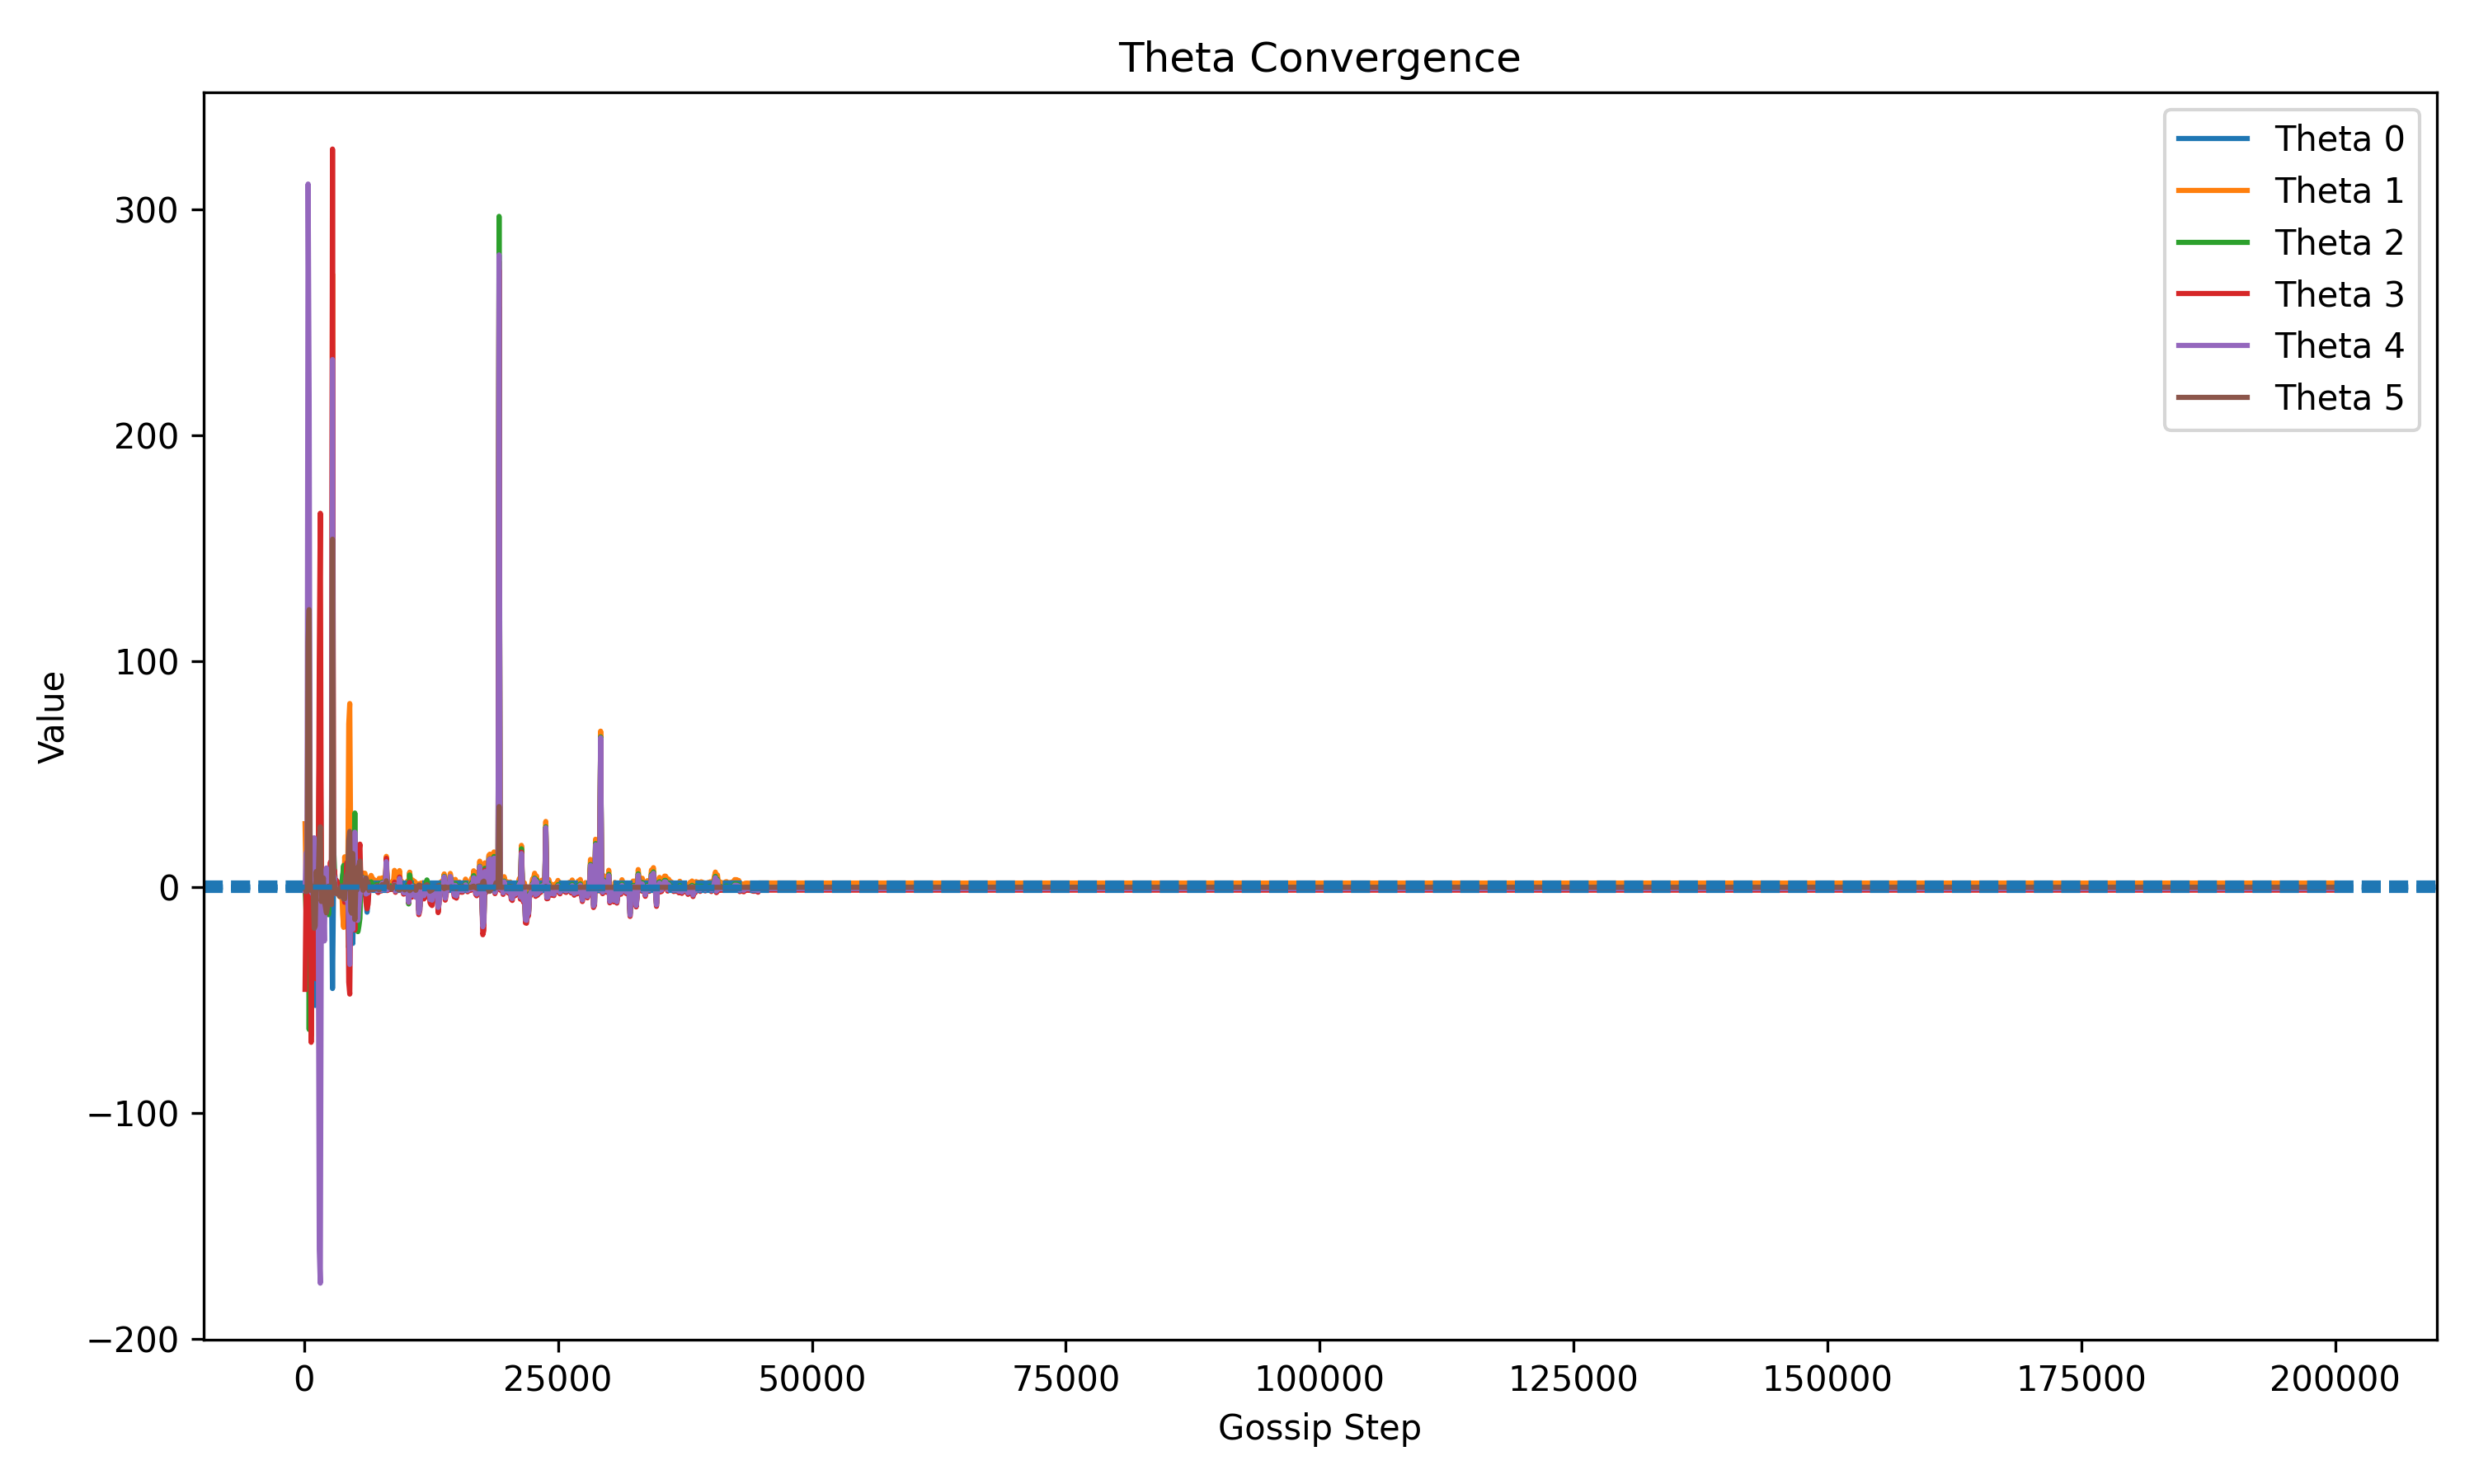 Theta Convergence
Theta 0
Theta 1
Theta 2
Theta 3
Theta 4
Theta 5
300
200
100
0
−100
−200
Value
0 25000 50000 75000 100000 125000 150000 175000 200000
Gossip Step